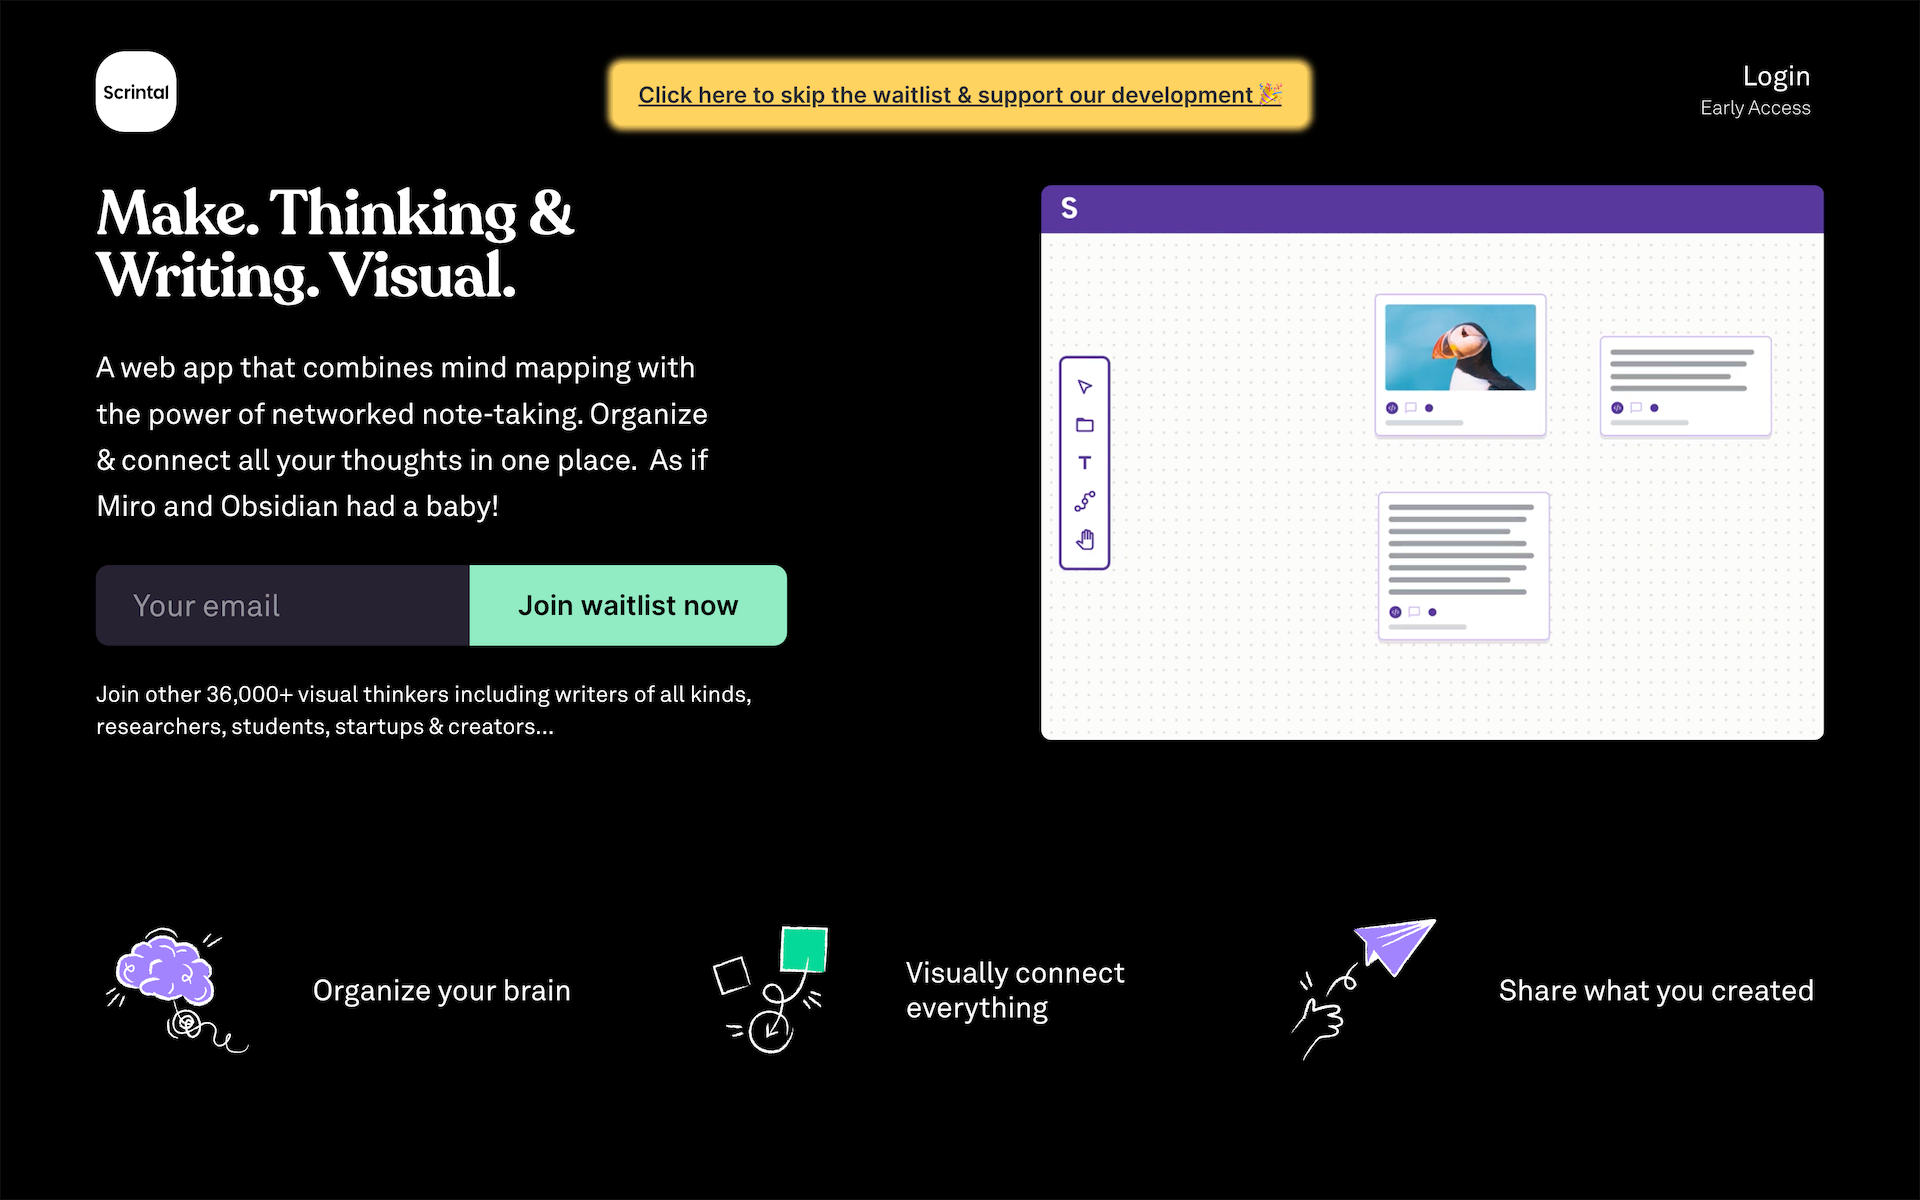 Scrintal
Click here to skip the waitlist & support our development 🎉
Login
Early Access
Make. Thinking &
Writing. Visual.
A web app that combines mind mapping with
the power of networked note-taking. Organize
& connect all your thoughts in one place.  As if
Miro and Obsidian had a baby!
Your email
Join waitlist now
Join other 36,000+ visual thinkers including writers of all kinds,
researchers, students, startups & creators...
S
T
Organize your brain
Visually connect
everything
Share what you created